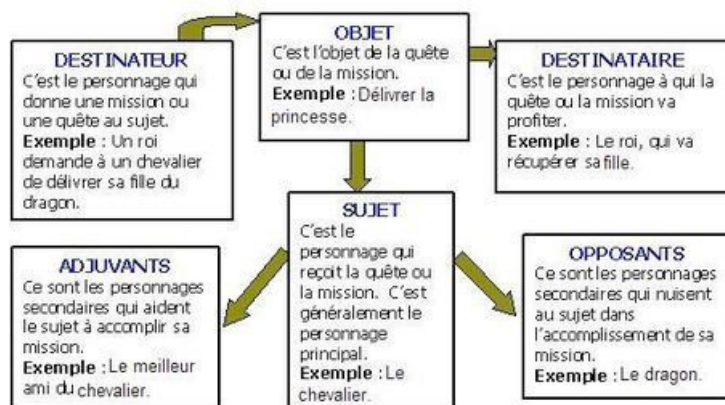 DESTINATEUR
C'est le personnage qui
donne une mission ou
une quête au sujet.
Exemple : Un roi
demande à un chevalier
de délivrer sa fille du
dragon.
OBJET
C'est l'objet de la quête
ou de la mission.
Exemple : Délivrer la
princesse.
DESTINATAIRE
C'est le personnage à qui la
quête ou la mission va
profiter.
Exemple : Le roi, qui va
récupérer sa fille.
ADJUVANTS
Ce sont les personnages
secondaires qui aident
le sujet à accomplir sa
mission.
Exemple : Le meilleur
ami du chevalier.
SUJET
C'est le
personnage qui
reçoit la quête ou
la mission. C'est
généralement le
personnage
principal.
Exemple : Le
chevalier.
OPPOSANTS
Ce sont les personnages
secondaires qui nuisent
au sujet dans
l'accomplissement de sa
mission.
Exemple : Le dragon.